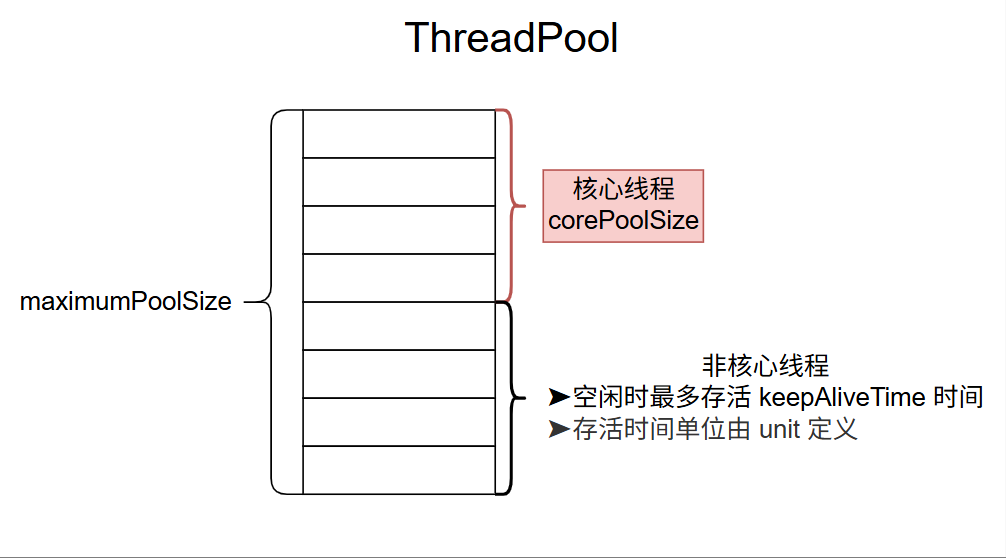 ThreadPool
核心线程
corePoolSize
maximumPoolSize
非核心线程
➤空闲时最多存活 keepAliveTime 时间
➤存活时间单位由 unit 定义